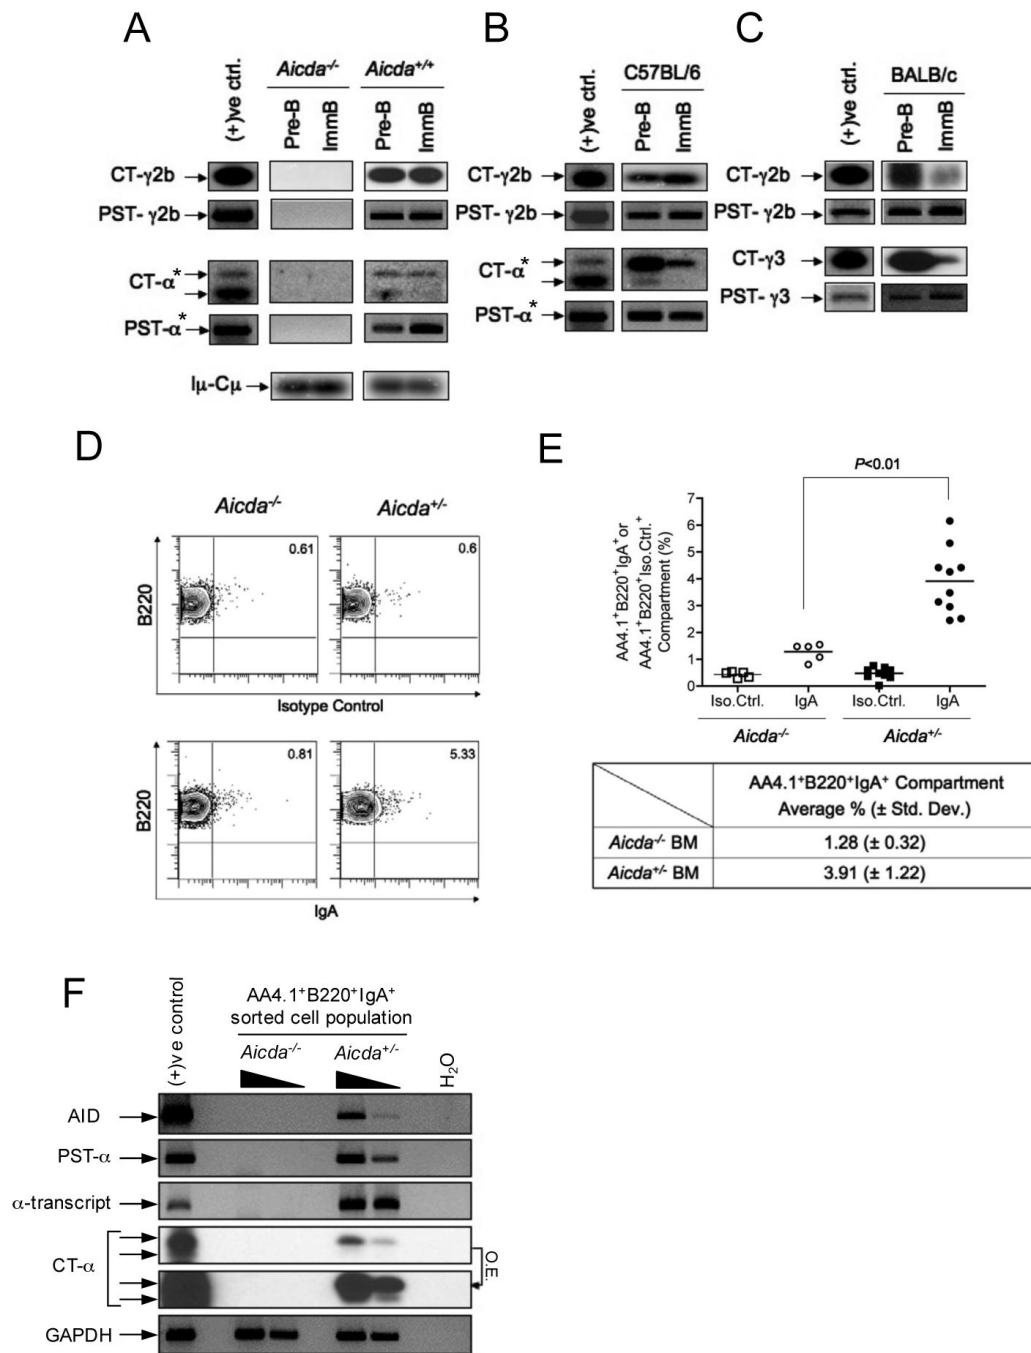 A
(+)ve ctrl.
Aicda-/-
Aicda+/+
Pre-B
ImmB
Pre-B
ImmB
CT-γ2b
PST- γ2b
CT-α*
PST-α*
Iμ-Cμ
B
(+)ve ctrl.
C57BL/6
Pre-B
ImmB
CT-γ2b
PST- γ2b
CT-α*
PST-α*
C
(+)ve ctrl.
BALB/c
Pre-B
ImmB
CT-γ2b
PST- γ2b
CT-γ3
PST- γ3
D
Aicda-/-
Aicda+/-
B220
0.61
0.6
Isotype Control
B220
0.81
5.33
IgA
E
P<0.01
AA4.1+B220+IgA+or
AA4.1+B220+Iso.Ctrl.+
Compartment (%)
7
6
5
4
3
2
1
0
Iso.Ctrl.
IgA
Iso.Ctrl.
IgA
Aicda-/-
Aicda+/-
AA4.1+B220+IgA+ Compartment
Average % (± Std. Dev.)
Aicda-/- BM
1.28 (± 0.32)
Aicda+/- BM
3.91 (± 1.22)
F
(+)ve control
AA4.1+B220+IgA+
sorted cell population
Aicda-/-
Aicda+/-
H2O
AID
PST-α
α-transcript
CT-α
O.E.
GAPDH